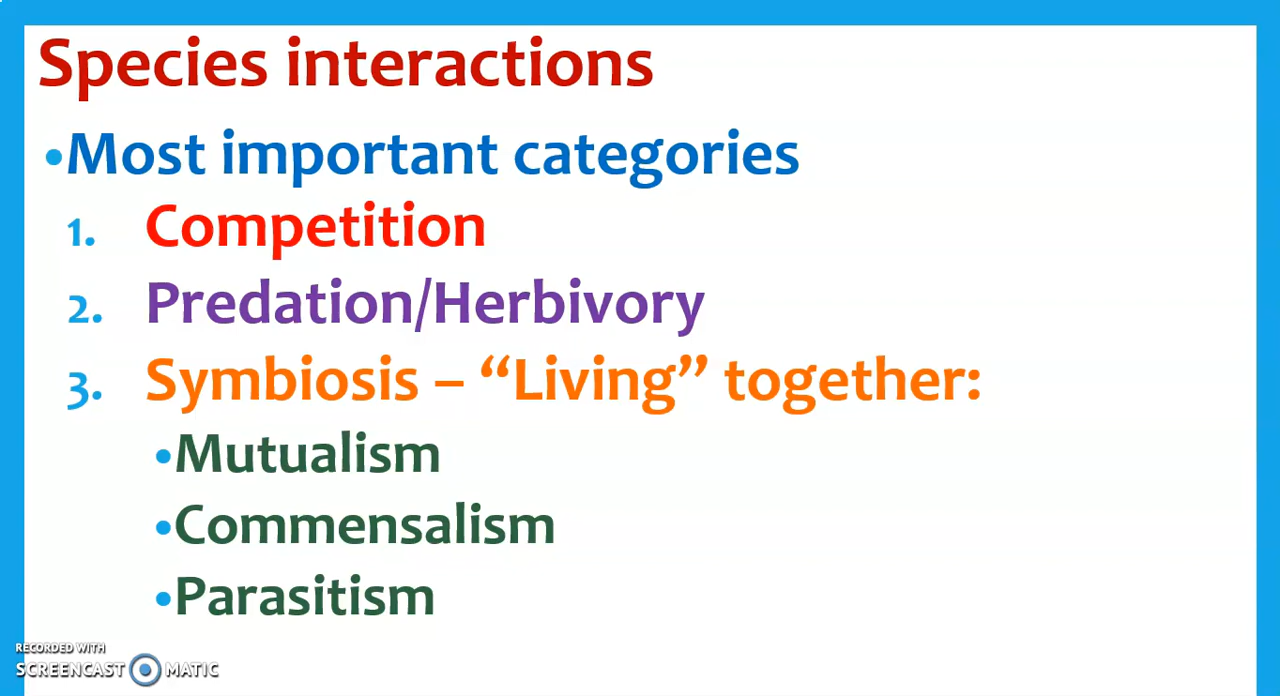 Species interactions
•Most important categories
1. Competition
2. Predation/Herbivory
3. Symbiosis – “Living” together:
•Mutualism
•Commensalism
•Parasitism
RECORDED WITH
SCREENCAST MATIC